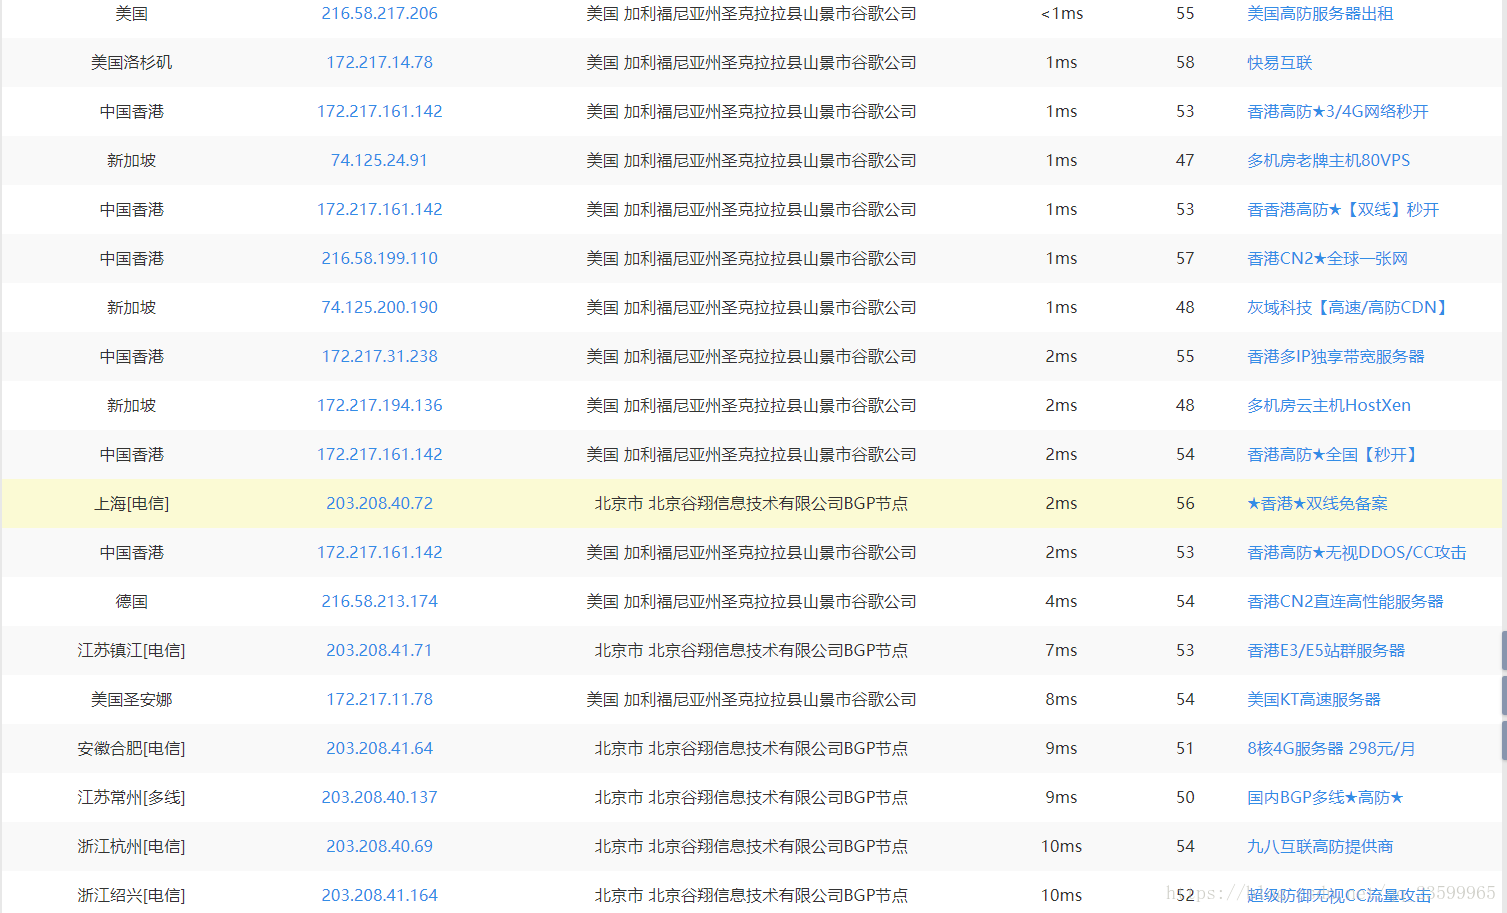 美国 216.58.217.206 美国 加利福尼亚州圣克拉拉县山景市谷歌公司 <1ms 55 美国高防服务器出租
美国洛杉矶 172.217.14.78 美国 加利福尼亚州圣克拉拉县山景市谷歌公司 1ms 58 快易互联
中国香港 172.217.161.142 美国 加利福尼亚州圣克拉拉县山景市谷歌公司 1ms 53 香港高防★3/4G网络秒开
新加坡 74.125.24.91 美国 加利福尼亚州圣克拉拉县山景市谷歌公司 1ms 47 多机房老牌主机80VPS
中国香港 172.217.161.142 美国 加利福尼亚州圣克拉拉县山景市谷歌公司 1ms 53 香香港高防★【双线】秒开
中国香港 216.58.199.110 美国 加利福尼亚州圣克拉拉县山景市谷歌公司 1ms 57 香港CN2★全球一张网
新加坡 74.125.200.190 美国 加利福尼亚州圣克拉拉县山景市谷歌公司 1ms 48 灰域科技【高速/高防CDN】
中国香港 172.217.31.238 美国 加利福尼亚州圣克拉拉县山景市谷歌公司 2ms 55 香港多IP独享带宽服务器
新加坡 172.217.194.136 美国 加利福尼亚州圣克拉拉县山景市谷歌公司 2ms 48 多机房云主机HostXen
中国香港 172.217.161.142 美国 加利福尼亚州圣克拉拉县山景市谷歌公司 2ms 54 香港高防★全国【秒开】
上海[电信] 203.208.40.72 北京市 北京谷翔信息技术有限公司BGP节点 2ms 56 ★香港★双线免备案
中国香港 172.217.161.142 美国 加利福尼亚州圣克拉拉县山景市谷歌公司 2ms 53 香港高防★无视DDOS/CC攻击
德国 216.58.213.174 美国 加利福尼亚州圣克拉拉县山景市谷歌公司 4ms 54 香港CN2直连高性能服务器
江苏镇江[电信] 203.208.41.71 北京市 北京谷翔信息技术有限公司BGP节点 7ms 53 香港E3/E5站群服务器
美国圣安娜 172.217.11.78 美国 加利福尼亚州圣克拉拉县山景市谷歌公司 8ms 54 美国KT高速服务器
安徽合肥[电信] 203.208.41.64 北京市 北京谷翔信息技术有限公司BGP节点 9ms 51 8核4G服务器 298元/月
江苏常州[多线] 203.208.40.137 北京市 北京谷翔信息技术有限公司BGP节点 9ms 50 国内BGP多线★高防★
浙江杭州[电信] 203.208.40.69 北京市 北京谷翔信息技术有限公司BGP节点 10ms 54 九八互联高防提供商
浙江绍兴[电信] 203.208.41.164 北京市 北京谷翔信息技术有限公司BGP节点 10ms 52 超级防御无视CC流量攻击